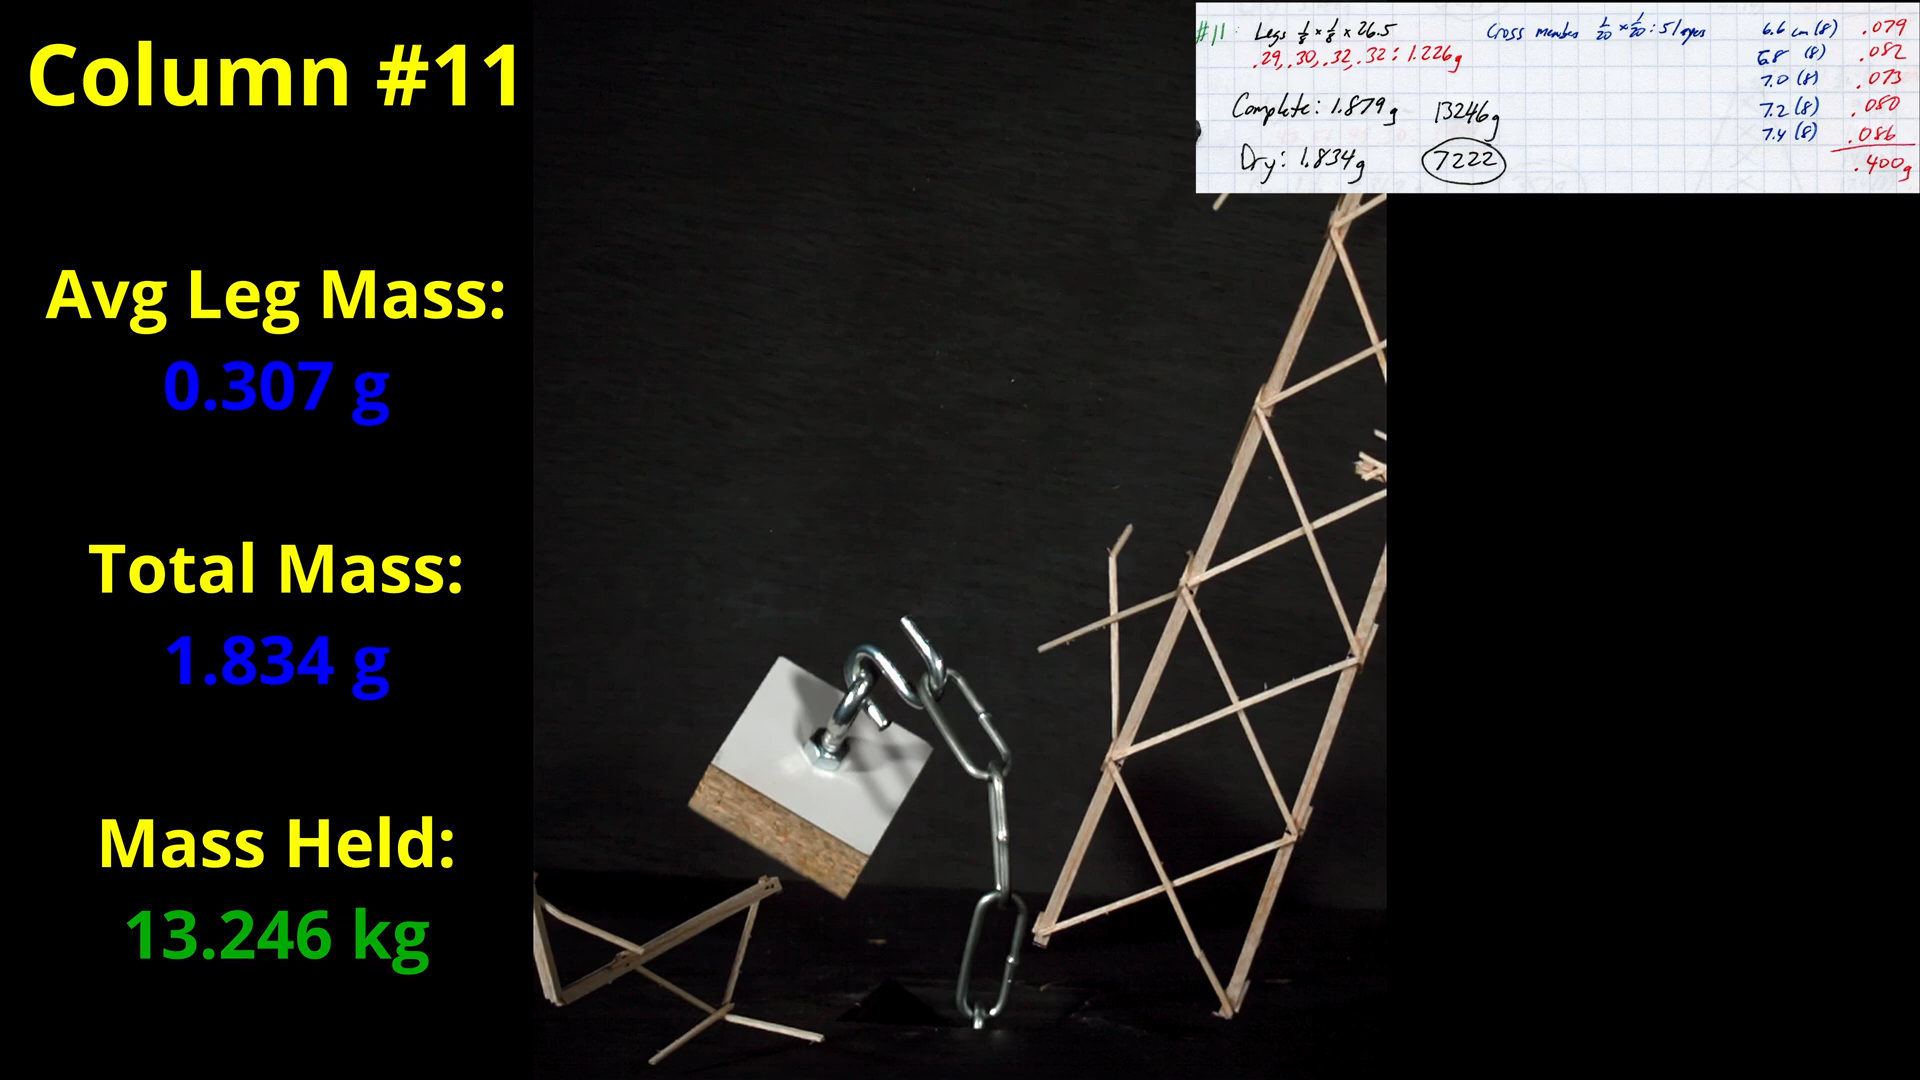 Column #11
Avg Leg Mass:
0.307 g
Total Mass:
1.834 g
Mass Held:
13.246 kg
#11: Legs 1/8 x 1/8 x 26.5
.29, .30, .32, .32 : 1.226g
Complete: 1.879g 13246g
Dry: 1.834g 7222
Cross member 1/20 x 1/20 : 5 layers
6.6 cm (8) .079
6.8 (8) .082
7.0 (8) .073
7.2 (8) .080
7.4 (8) .086
.400g